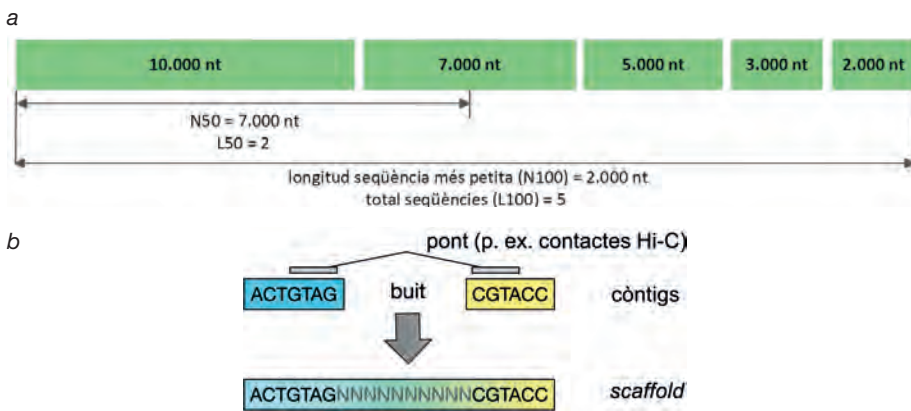 a
10.000 nt 7.000 nt 5.000 nt 3.000 nt 2.000 nt
N50 = 7.000 nt
L50 = 2
longitud seqüència més petita (N100) = 2.000 nt
total seqüències (L100) = 5
b
pont (p. ex. contactes Hi-C)
ACTGTAG buit CGTACC còntigs
ACTGTAGNNNNNNNNNNCGTACC scaffold